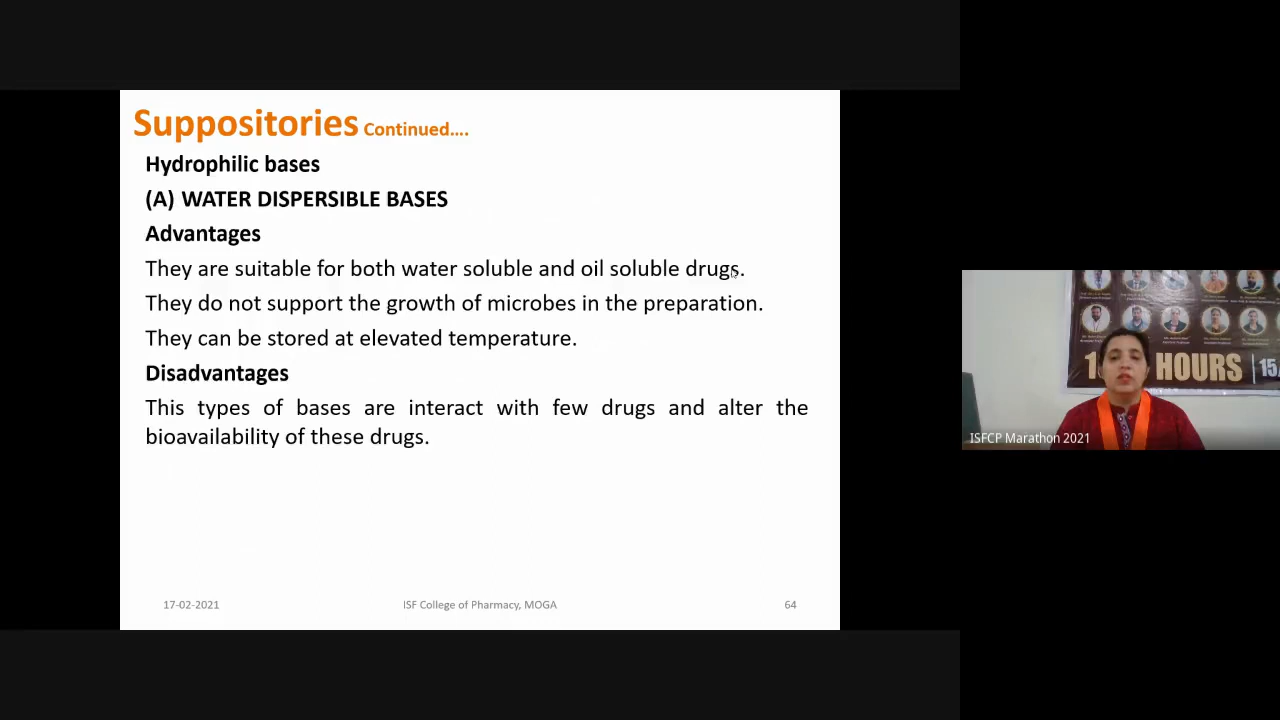 Suppositories Continued....
Hydrophilic bases
(A) WATER DISPERSIBLE BASES
Advantages
They are suitable for both water soluble and oil soluble drugs.
They do not support the growth of microbes in the preparation.
They can be stored at elevated temperature.
Disadvantages
This types of bases are interact with few drugs and alter the
bioavailability of these drugs.
17-02-2021
ISF College of Pharmacy, MOGA
64
HOURS
15/
ISFCP Marathon 2021